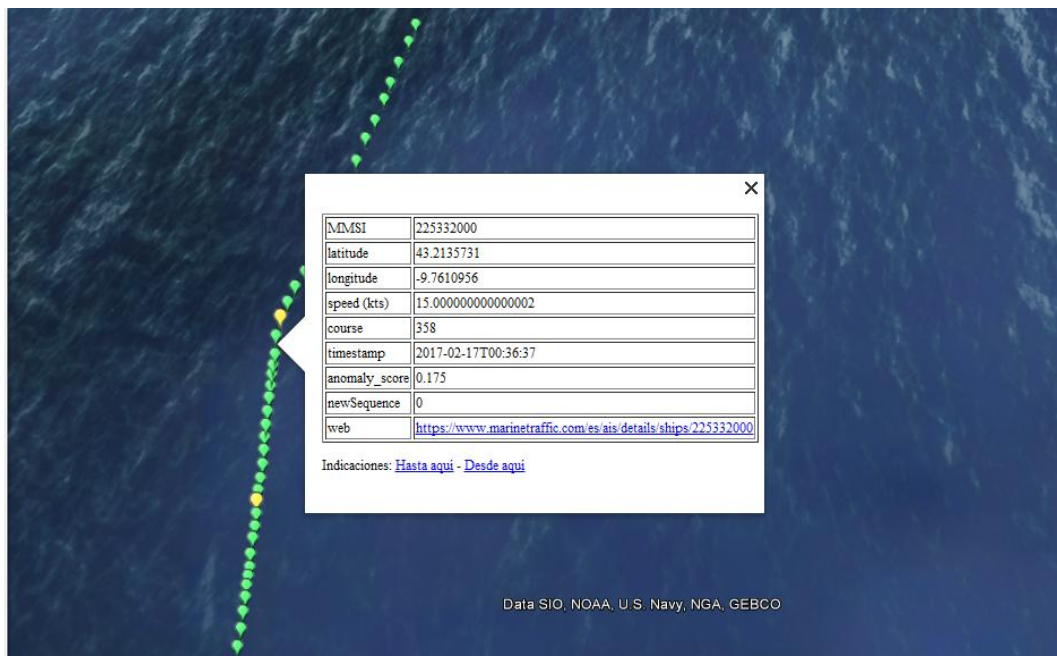 MMSI 225332000
latitude 43.2135731
longitude -9.7610956
speed (kts) 15.000000000000002
course 358
timestamp 2017-02-17T00:36:37
anomaly_score 0.175
newSequence 0
web https://www.marinetraffic.com/es/ais/details/ships/225332000
Indicaciones: Hasta aquí - Desde aquí
Data SIO, NOAA, U.S. Navy, NGA, GEBCO